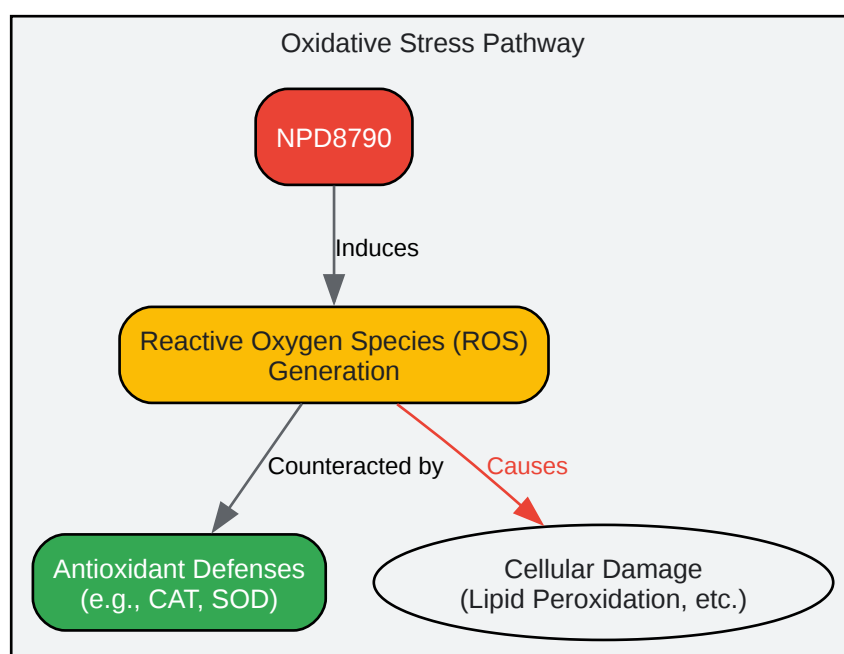 Oxidative Stress Pathway
NPD8790
Induces
Reactive Oxygen Species (ROS)
Generation
Counteracted by
Causes
Antioxidant Defenses
(e.g., CAT, SOD)
Cellular Damage
(Lipid Peroxidation, etc.)